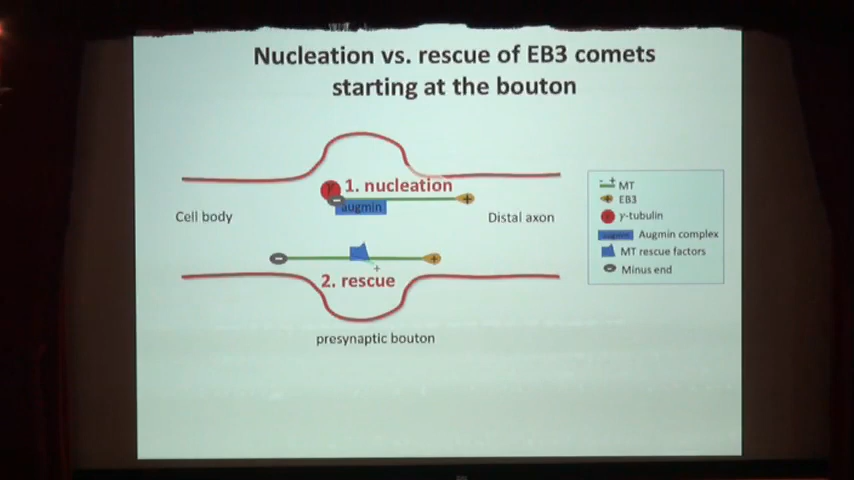 Nucleation vs. rescue of EB3 comets
starting at the bouton
1. nucleation
γ
augmin
Cell body
Distal axon
2. rescue
presynaptic bouton
MT
EB3
γ-tubulin
Augmin complex
MT rescue factors
Minus end